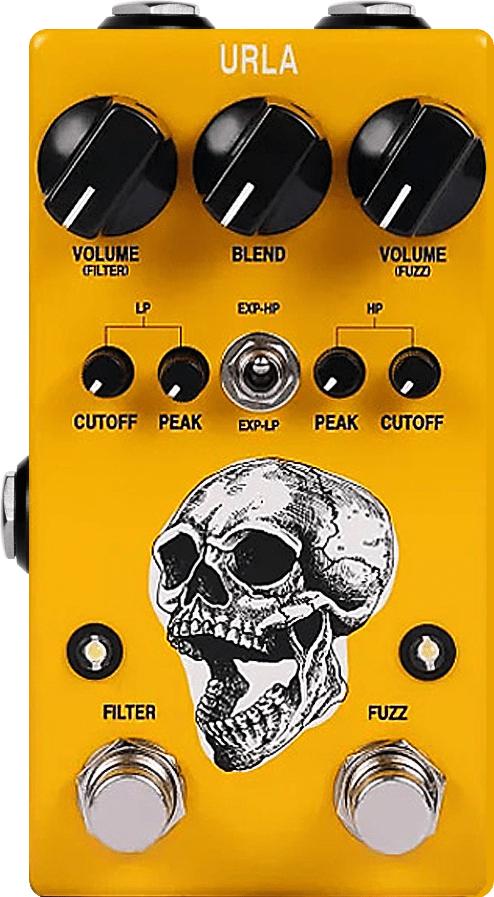 URLA
VOLUME BLEND VOLUME
(FILTER) (FUZZ)
LP EXP-HP HP
CUTOFF PEAK EXP-LP PEAK CUTOFF
FILTER FUZZ